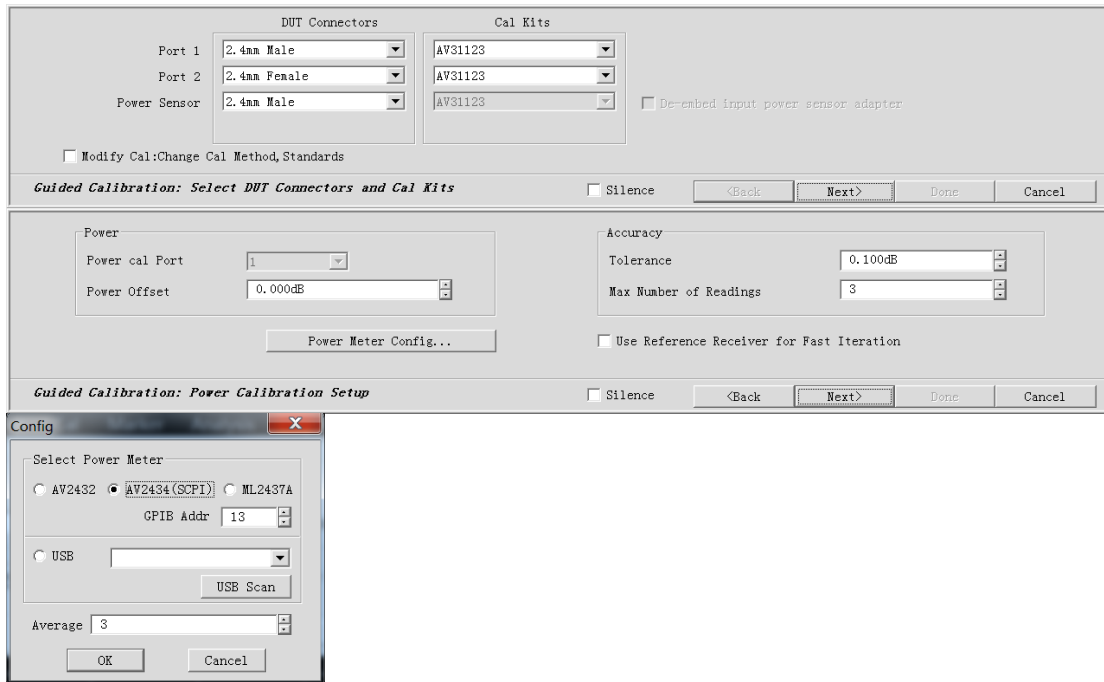 DUT Connectors Cal Kits
Port 1 2.4mm Male AV31123
Port 2 2.4mm Female AV31123
Power Sensor 2.4mm Male AV31123 De-embed input power sensor adapter
Modify Cal:Change Cal Method,Standards
Guided Calibration: Select DUT Connectors and Cal Kits Silence <Back Next> Done Cancel
Power Accuracy
Power cal Port 1 Tolerance 0.100dB
Power Offset 0.000dB Max Number of Readings 3
Power Meter Config... Use Reference Receiver for Fast Iteration
Guided Calibration: Power Calibration Setup Silence <Back Next> Done Cancel
Config
Select Power Meter
AV2432 AV2434(SCPI) ML2437A
GPIB Addr 13
USB
USB Scan
Average 3
OK Cancel